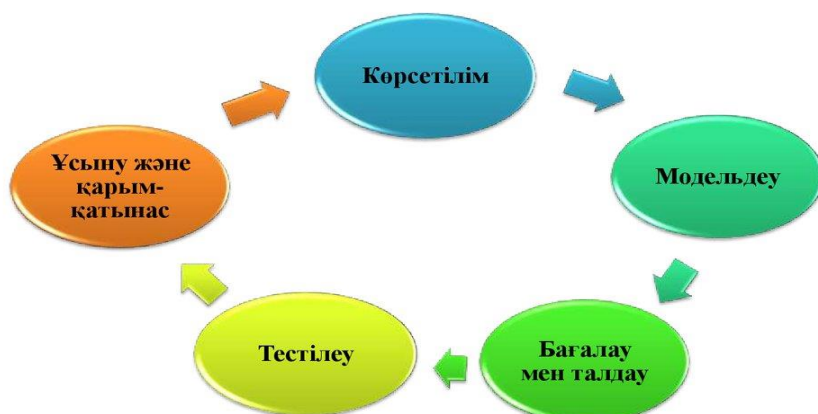 Көрсетілім
Модельдеу
Бағалау
мен талдау
Тестілеу
Ұсыну және
қарым-
қатынас